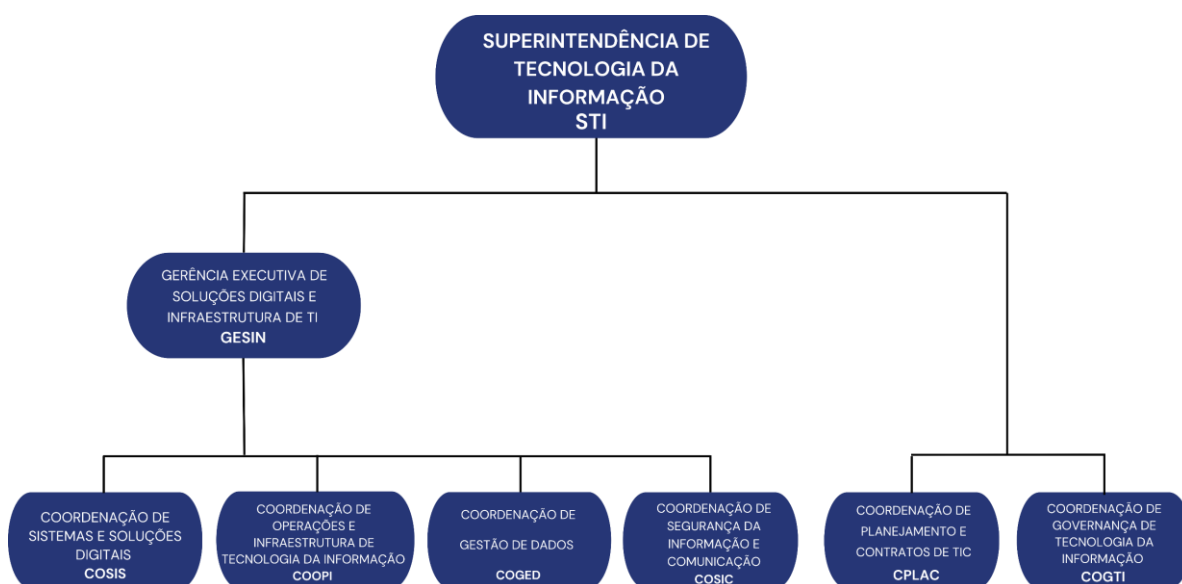 SUPERINTENDÊNCIA DE
TECNOLOGIA DA
INFORMAÇÃO
STI
GERÊNCIA EXECUTIVA DE
SOLUÇÕES DIGITAIS E
INFRAESTRUTURA DE TI
GESIN
COORDENAÇÃO DE
SISTEMAS E SOLUÇÕES
DIGITAIS
COSIS
COORDENAÇÃO DE
OPERAÇÕES E
INFRAESTRUTURA DE
TECNOLOGIA DA INFORMAÇÃO
COOPI
COORDENAÇÃO DE
GESTÃO DE DADOS
COGED
COORDENAÇÃO DE
SEGURANÇA DA
INFORMAÇÃO E
COMUNICAÇÃO
COSIC
COORDENAÇÃO DE
PLANEJAMENTO E
CONTRATOS DE TIC
CPLAC
COORDENAÇÃO DE
GOVERNANÇA DE
TECNOLOGIA DA
INFORMAÇÃO
COGTI